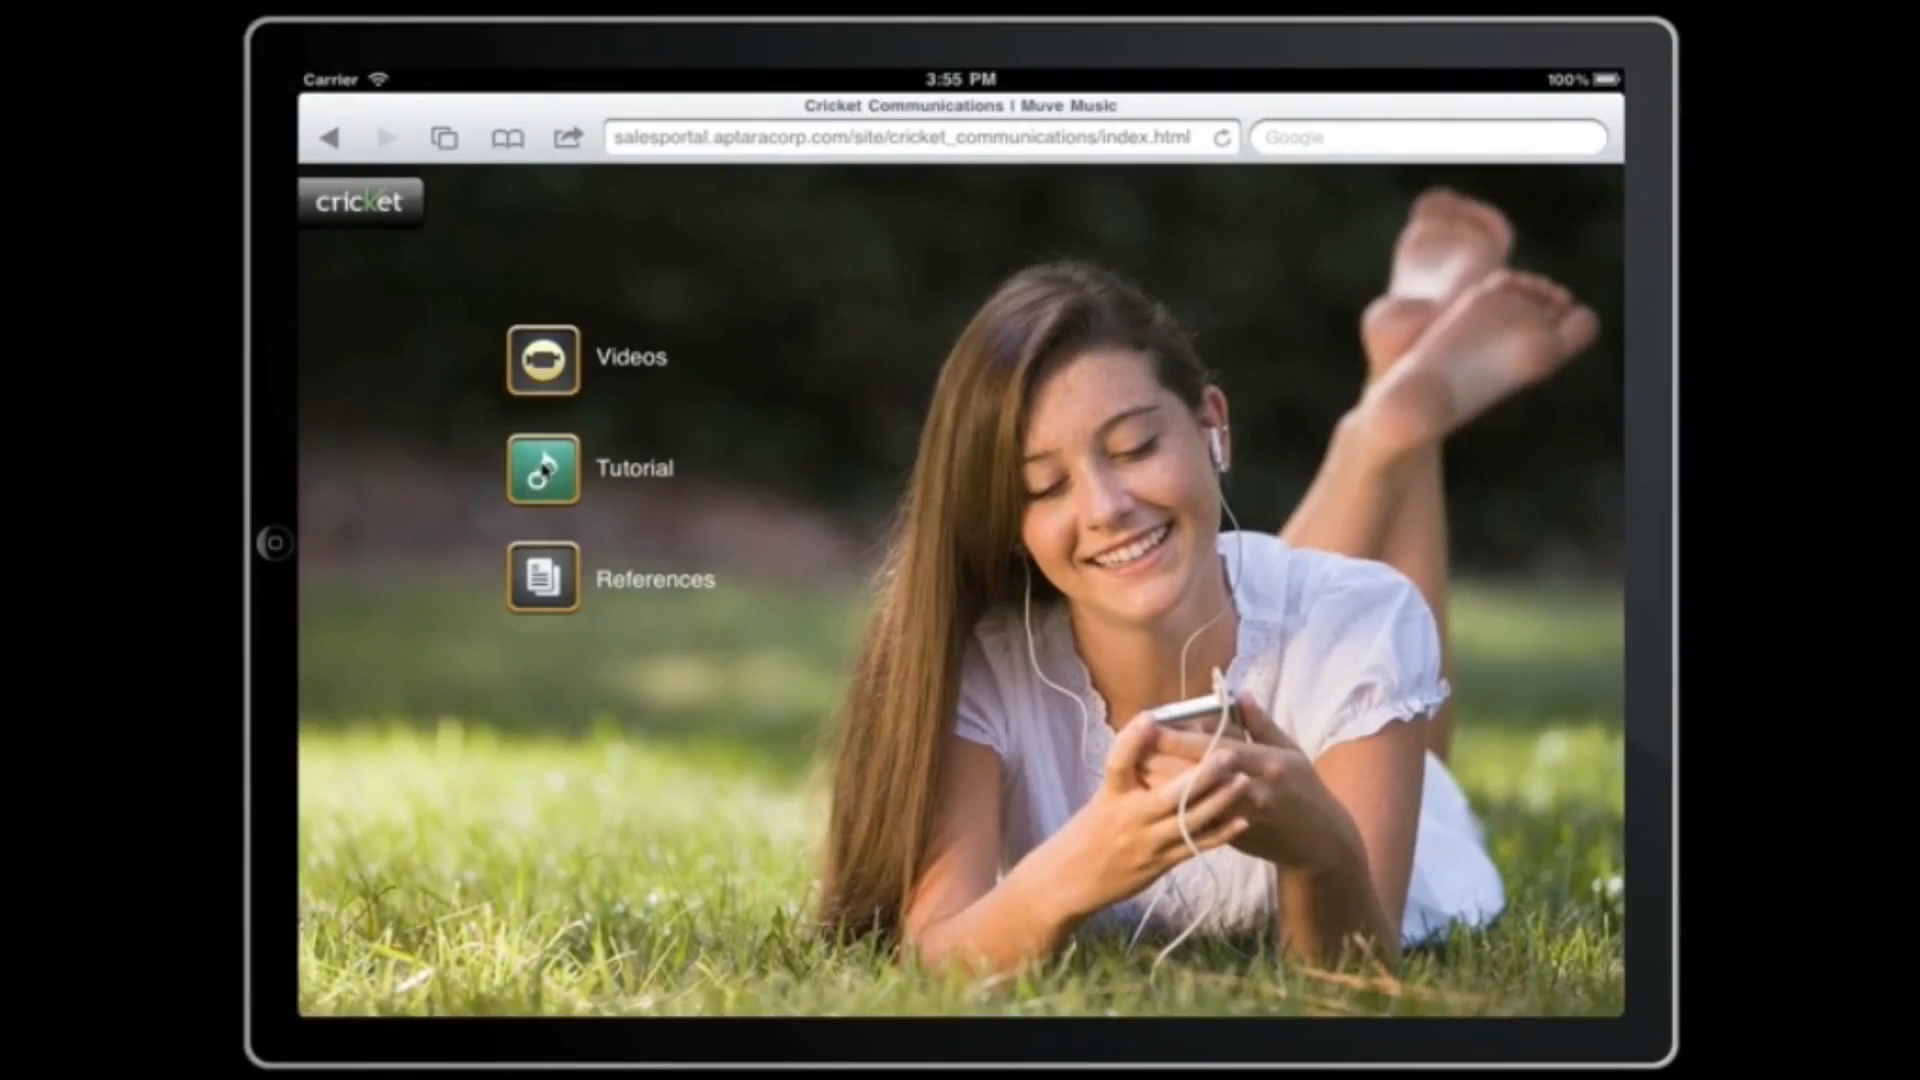 Carrier
3:55 PM
100%
Cricket Communications | Muve Music
salesportal.aptaracorp.com/site/cricket_communications/index.html
Google
cricket
Videos
Tutorial
References